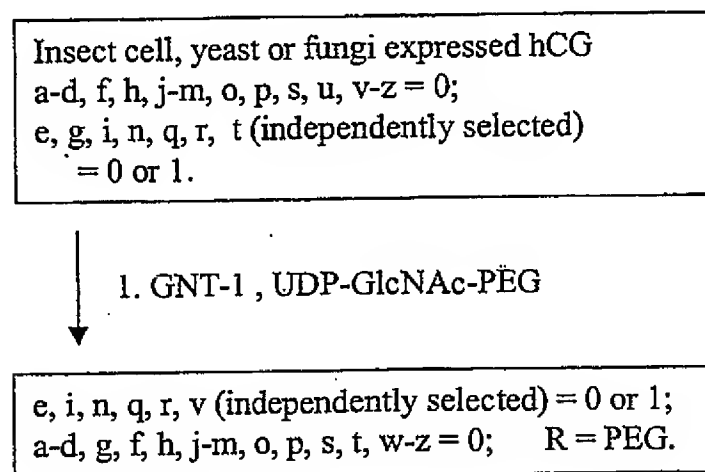 Insect cell, yeast or fungi expressed hCG
a-d, f, h, j-m, o, p, s, u, v-z = 0;
e, g, i, n, q, r, t (independently selected)
= 0 or 1.
1. GNT-1 , UDP-GlcNAc-PEG
e, i, n, q, r, v (independently selected) = 0 or 1;
a-d, g, f, h, j-m, o, p, s, t, w-z = 0; R = PEG.